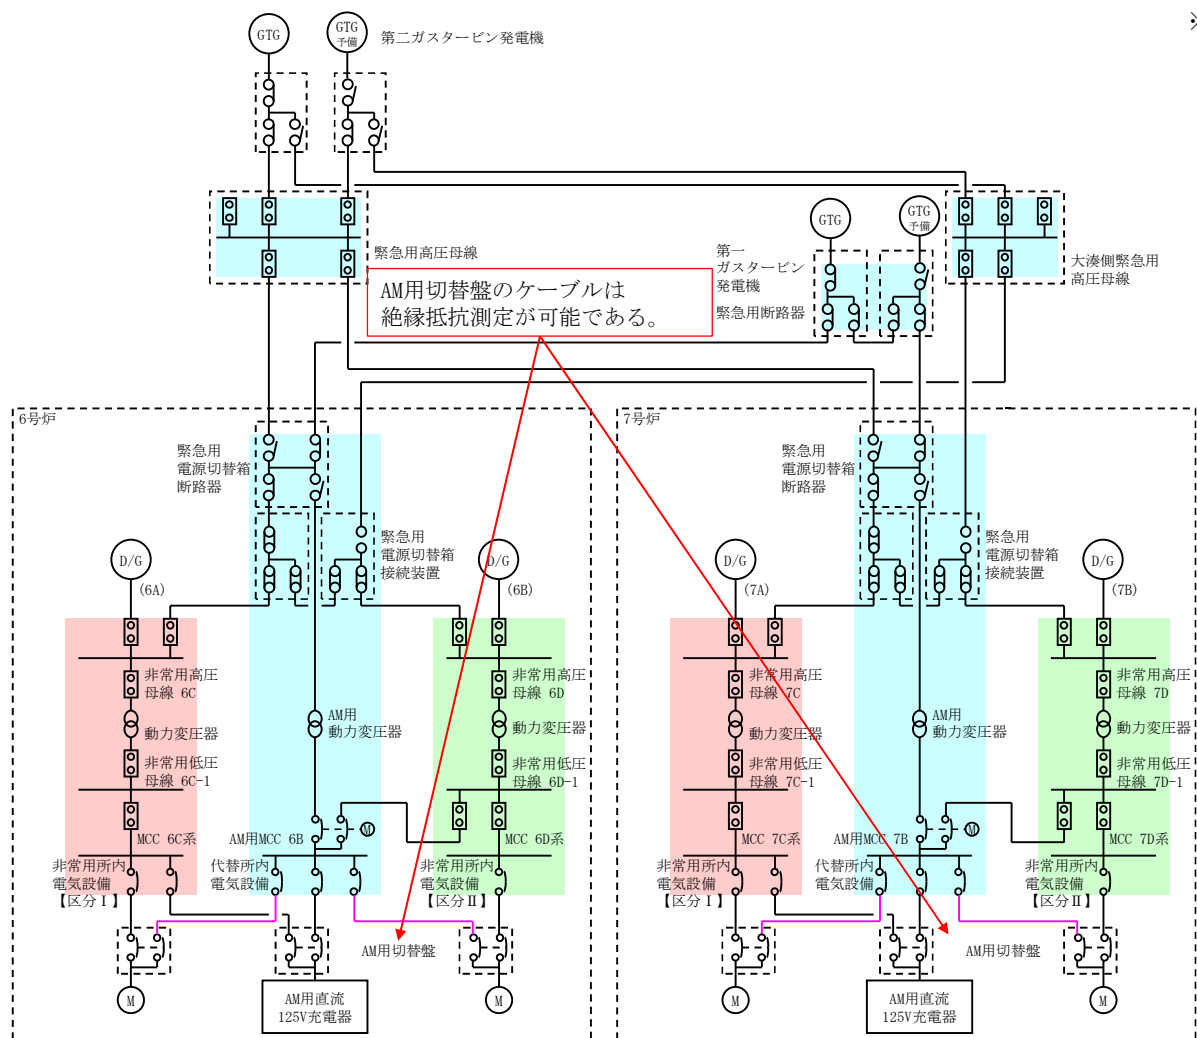 ※
GTG
GTG
予備
第二ガスタービン発電機
GTG
GTG
予備
緊急用高圧母線
第一
ガスタービン
発電機
緊急用断路器
大湊側緊急用
高圧母線
AM用切替盤のケーブルは
絶縁抵抗測定が可能である。
6号炉
緊急用
電源切替箱
断路器
緊急用
電源切替箱
接続装置
D/G
(6A)
D/G
(6B)
非常用高圧
母線 6C
動力変圧器
非常用低圧
母線 6C-1
MCC 6C系
AM用
動力変圧器
非常用高圧
母線 6D
動力変圧器
非常用低圧
母線 6D-1
MCC 6D系
AM用MCC 6B
M
非常用所内
電気設備
【区分Ⅰ】
代替所内
電気設備
非常用所内
電気設備
【区分Ⅱ】
AM用切替盤
M
AM用直流
125V充電器
M
7号炉
緊急用
電源切替箱
断路器
緊急用
電源切替箱
接続装置
D/G
(7A)
D/G
(7B)
非常用高圧
母線 7C
動力変圧器
非常用低圧
母線 7C-1
MCC 7C系
AM用
動力変圧器
非常用高圧
母線 7D
動力変圧器
非常用低圧
母線 7D-1
MCC 7D系
AM用MCC 7B
M
非常用所内
電気設備
【区分Ⅰ】
代替所内
電気設備
非常用所内
電気設備
【区分Ⅱ】
AM用切替盤
M
AM用直流
125V充電器
M